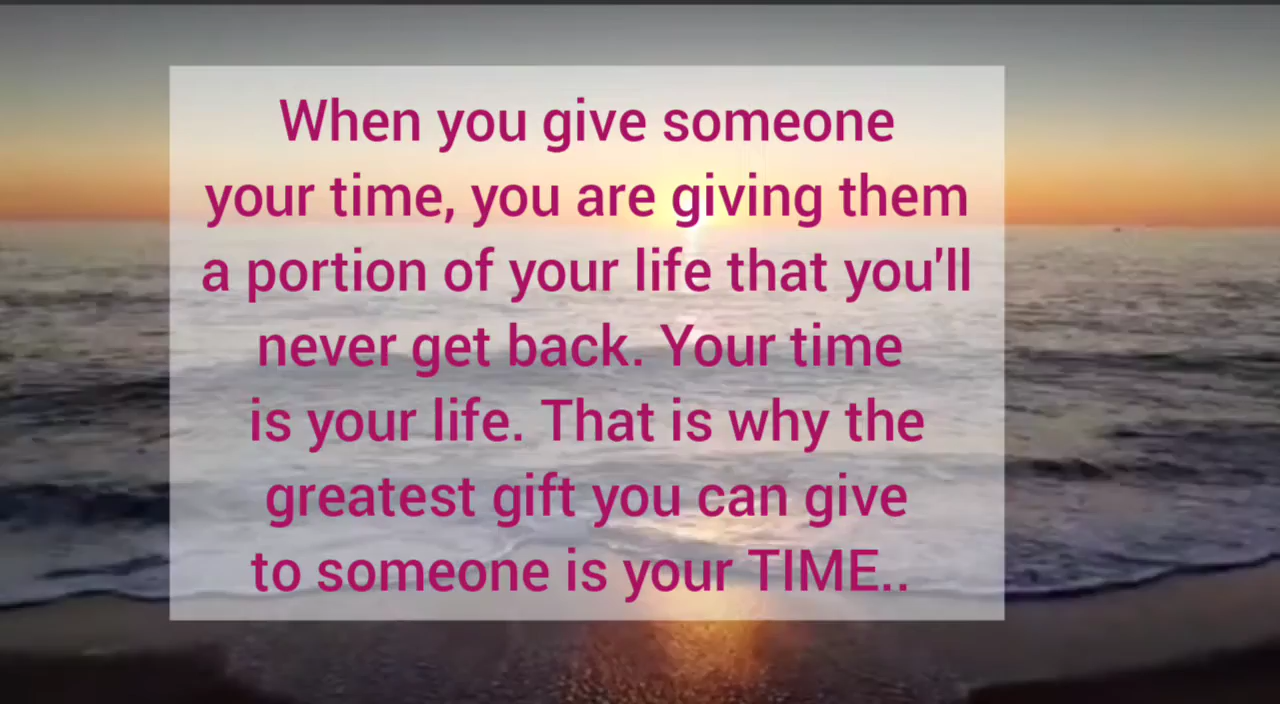 When you give someone
your time, you are giving them
a portion of your life that you'll
never get back. Your time
is your life. That is why the
greatest gift you can give
to someone is your TIME..